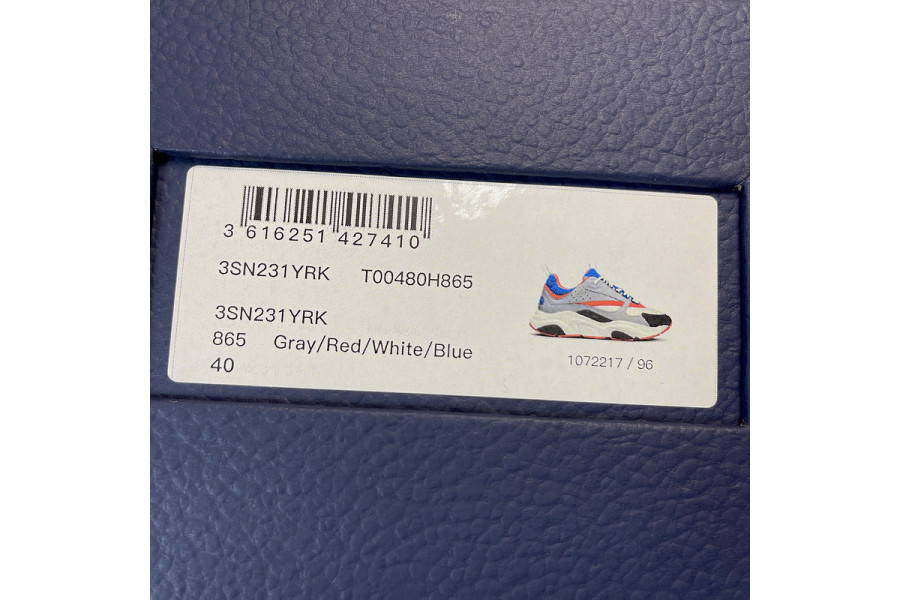 3 616251 427410
3SN231YRK T00480H865
3SN231YRK
865 Gray/Red/White/Blue
40
1072217 / 96